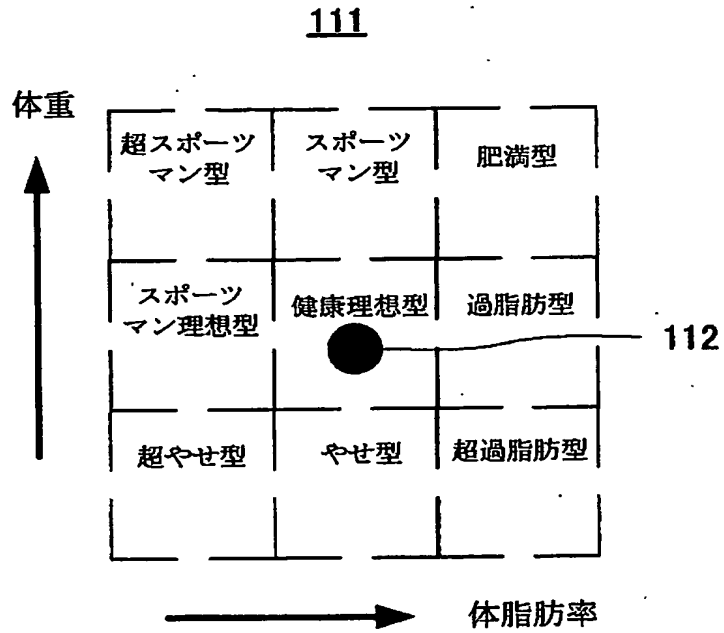 111
体重
超スポーツ
マン型
スポーツ
マン型
肥満型
スポーツ
マン理想型
健康理想型
過脂肪型
112
超やせ型
やせ型
超過脂肪型
体脂肪率